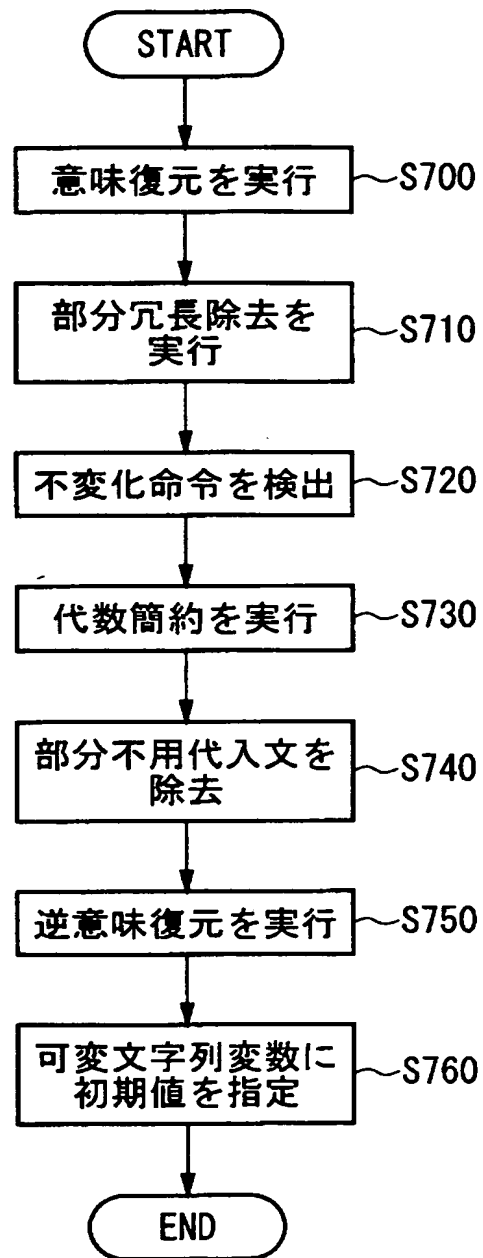 START
意味復元を実行
S700
部分冗長除去を
実行
S710
不変化命令を検出
S720
代数簡約を実行
S730
部分不用代入文を
除去
S740
逆意味復元を実行
S750
可変文字列変数に
初期値を指定
S760
END